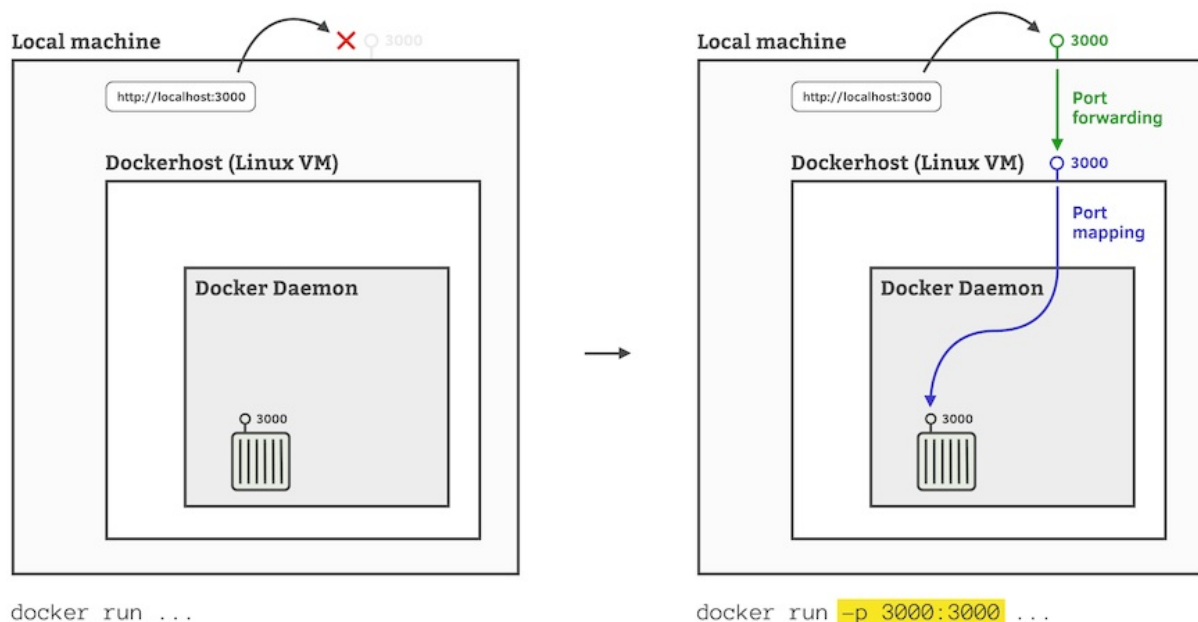 Local machine
3000
http://localhost:3000
Dockerhost (Linux VM)
Docker Daemon
3000
docker run ...
Local machine
3000
http://localhost:3000
Port
forwarding
Dockerhost (Linux VM)
3000
Port
mapping
Docker Daemon
3000
docker run -p 3000:3000 ...